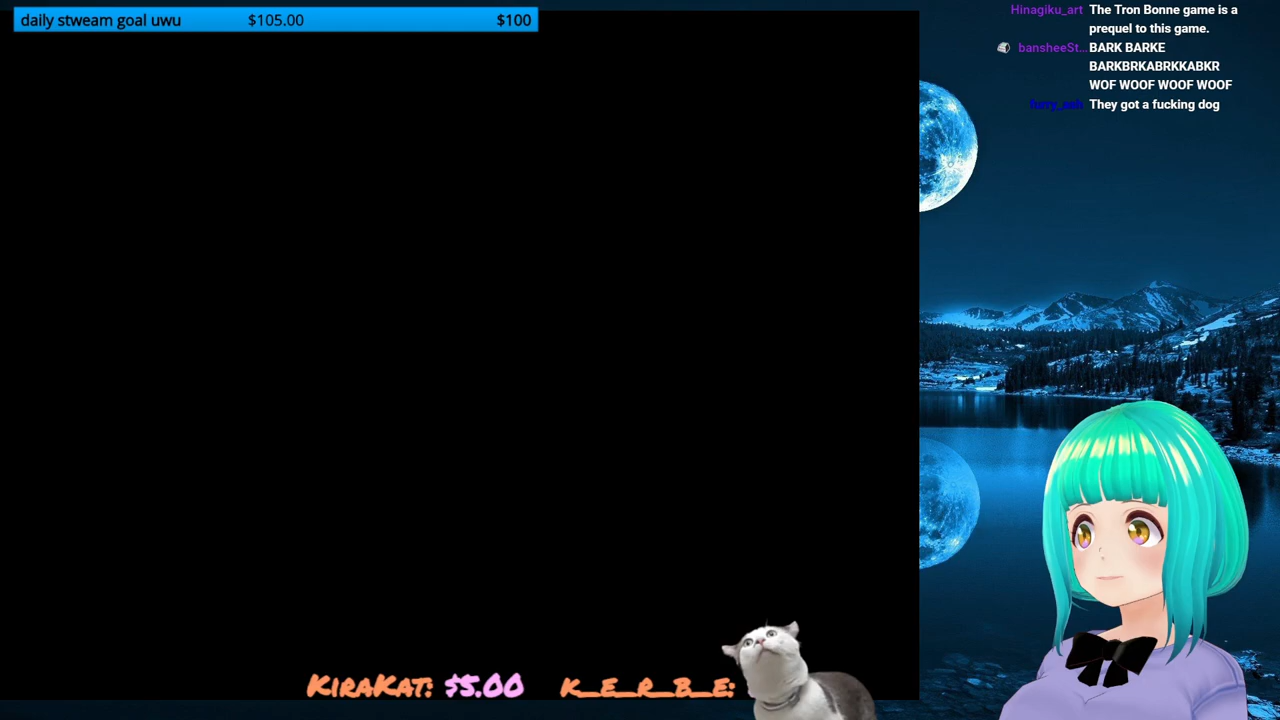 daily stweam goal uwu $105.00 $100
Hinagiku_art The Tron Bonne game is a
prequel to this game.
bansheeSt... BARK BARKE
BARKBRKABRKKABKR
WOF WOOF WOOF WOOF
They got a fucking dog
KiraKat: $5.00 K_E_R_B_E: